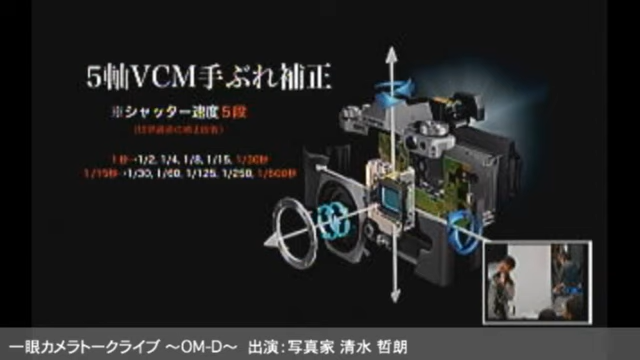 5軸VCM手ぶれ補正
※シャッター速度5段
1秒→1/2, 1/4, 1/8, 1/15, 1/30秒
1/15秒→1/30, 1/60, 1/125, 1/250, 1/500秒
一眼カメラトークライブ ～OM-D～ 出演：写真家 清水 哲朗